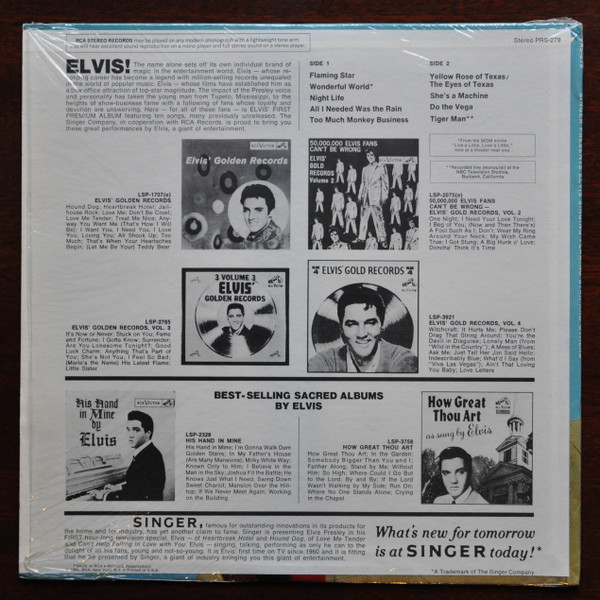 RCA STEREO RECORDS may be played on any modern phonograph with a lightweight tone arm.
You will hear excellent sound reproduction on a mono player and full stereo sound on a stereo player.
Stereo PRS-279
ELVIS! The name alone sets off its own individual brand of
magic in the entertainment world. Elvis — whose re-
cording career has become a legend with million-selling records unequaled
in the world of popular music. Elvis — whose films have established him as
a box office attraction of top-star magnitude. The impact of the Presley voice
and personality has taken the young man from Tupelo, Mississippi, to the
heights of show-business fame with a following of fans whose loyalty and
devotion are unswerving. Here — for all of these fans — is ELVIS' FIRST
PREMIUM ALBUM featuring ten songs, many previously unreleased. The
Singer Company, in cooperation with RCA Records, is proud to bring you
these great performances by Elvis, a giant of entertainment.
SIDE 1
Flaming Star
Wonderful World*
Night Life
All I Needed Was the Rain
Too Much Monkey Business
SIDE 2
Yellow Rose of Texas/
The Eyes of Texas
She's a Machine
Do the Vega
Tiger Man**
*From the MGM movie
"Live a Little, Love a Little,"
now at a theater near you
**Recorded live (monaural) at the
NBC Television Studios,
Burbank, California
Elvis' Golden Records
RCA VICTOR
50,000,000 ELVIS FANS
CAN'T BE WRONG
ELVIS'
GOLD
RECORDS
Volume 2
LSP-1707(e)
ELVIS' GOLDEN RECORDS
Hound Dog; Heartbreak Hotel; Jail-
house Rock; Love Me; Don't Be Cruel;
Love Me Tender; Treat Me Nice; Any-
way You Want Me (That's How I Will
Be); I Want You, I Need You, I Love
You; Loving You; All Shook Up; Too
Much; That's When Your Heartaches
Begin; (Let Me Be Your) Teddy Bear
LSP-2075(e)
50,000,000 ELVIS FANS
CAN'T BE WRONG—
ELVIS' GOLD RECORDS, VOL. 2
One Night; I Need Your Love Tonight;
I Beg of You; (Now and Then There's)
A Fool Such As I; Don't; Wear My Ring
Around Your Neck; My Wish Came
True; I Got Stung; A Big Hunk o' Love;
Doncha' Think It's Time
3 VOLUME 3
ELVIS'
GOLDEN RECORDS
ELVIS GOLD RECORDS
LSP-2765
ELVIS' GOLDEN RECORDS, VOL. 3
It's Now or Never; Stuck on You; Fame
and Fortune; I Gotta Know; Surrender;
Are You Lonesome Tonight?; Good
Luck Charm; Anything That's Part of
You; She's Not You; I Feel So Bad;
(Marie's the Name) His Latest Flame;
Little Sister
LSP-3921
ELVIS' GOLD RECORDS, VOL. 4
Witchcraft; It Hurts Me; Please Don't
Drag That String Around; You're the
Devil in Disguise; Lonely Man (from
"Wild in the Country"); A Mess of Blues;
Ask Me; Just Tell Her Jim Said Hello;
Indescribably Blue; What'd I Say (from
"Viva Las Vegas"); Ain't That Loving
You Baby; Love Letters
BEST-SELLING SACRED ALBUMS
BY ELVIS
His Hand
in Mine
by
Elvis
How Great
Thou Art
as sung by Elvis
LSP-2328
HIS HAND IN MINE
His Hand in Mine; I'm Gonna Walk Dem
Golden Stairs; In My Father's House
(Are Many Mansions); Milky White Way;
Known Only to Him; I Believe in the
Man in the Sky; Joshua Fit the Battle; He
Knows Just What I Need; Swing Down
Sweet Chariot; Mansion Over the Hill-
top; If We Never Meet Again; Working
on the Building
LSP-3758
HOW GREAT THOU ART
How Great Thou Art; In the Garden;
Somebody Bigger Than You and I;
Farther Along; Stand by Me; Without
Him; So High; Where Could I Go But
to the Lord; By and By; If the Lord
Wasn't Walking by My Side; Run On;
Where No One Stands Alone; Crying
in the Chapel
SINGER, famous for outstanding innovations in its products for
the home and for industry, has yet another claim to fame. Singer is presenting Elvis Presley in his
FIRST hour-long television special. Elvis — of Heartbreak Hotel and Hound Dog, of Love Me Tender
and Can't Help Falling in Love with You. Elvis — singing, talking, performing as only he can to the
delight of all his fans, young and not-so-young. It is Elvis' first time on TV since 1960 and it is fitting
that he be presented by Singer, a giant of industry bringing you this giant of entertainment.
What's new for tomorrow
is at SINGER today!*
*A Trademark of The Singer Company